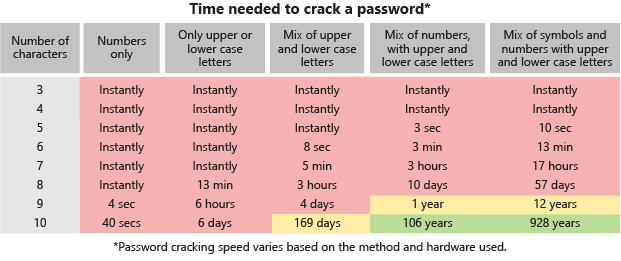 Time needed to crack a password*
Number of characters Numbers only Only upper or lower case letters Mix of upper and lower case letters Mix of numbers, with upper and lower case letters Mix of symbols and numbers with upper and lower case letters
3 Instantly Instantly Instantly Instantly Instantly
4 Instantly Instantly Instantly Instantly Instantly
5 Instantly Instantly Instantly 3 sec 10 sec
6 Instantly Instantly 8 sec 3 min 13 min
7 Instantly Instantly 5 min 3 hours 17 hours
8 Instantly 13 min 3 hours 10 days 57 days
9 4 sec 6 hours 4 days 1 year 12 years
10 40 secs 6 days 169 days 106 years 928 years
*Password cracking speed varies based on the method and hardware used.